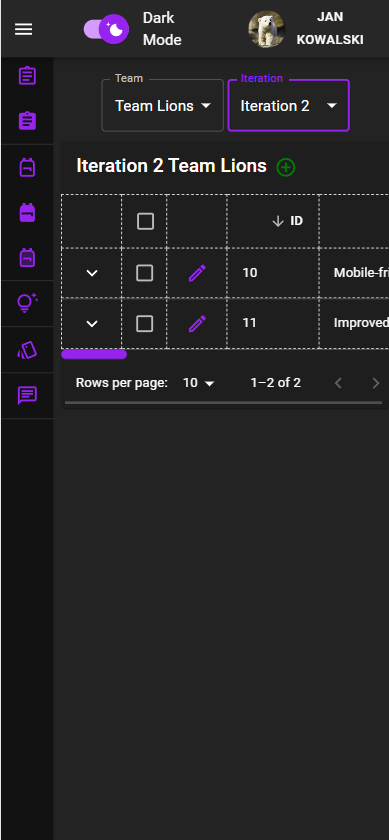 Dark
Mode
JAN
KOWALSKI
Team
Team Lions
Iteration
Iteration 2
Iteration 2 Team Lions
ID
10
Mobile-fri
11
Improved
Rows per page:
10
1–2 of 2